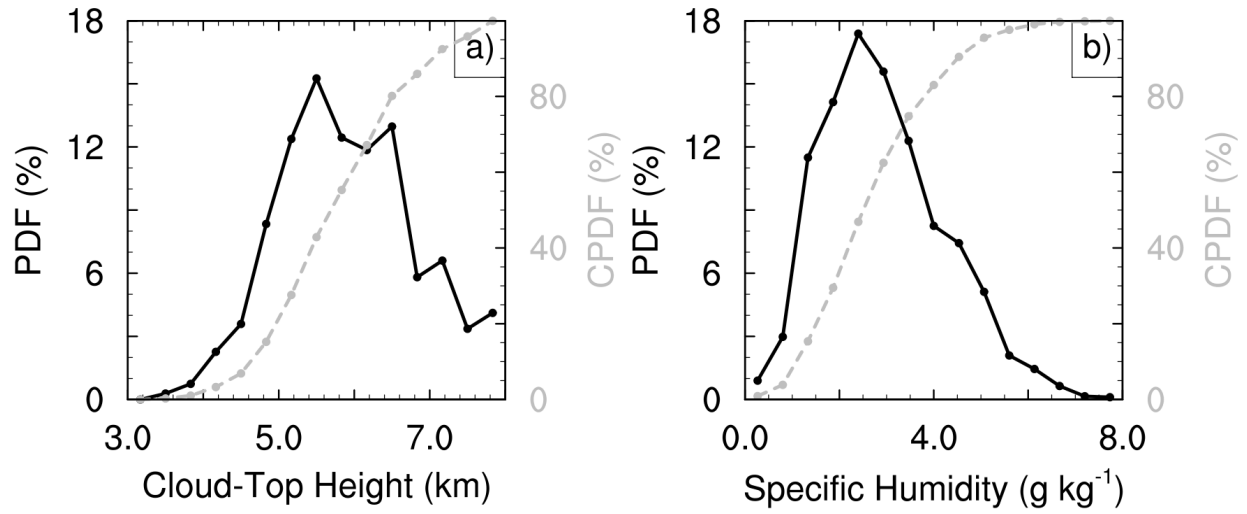 a)
18
12
6
0
PDF (%)
80
40
0
CPDF (%)
3.0 5.0 7.0
Cloud-Top Height (km)
b)
18
12
6
0
PDF (%)
80
40
0
CPDF (%)
0.0 4.0 8.0
Specific Humidity (g kg⁻¹)